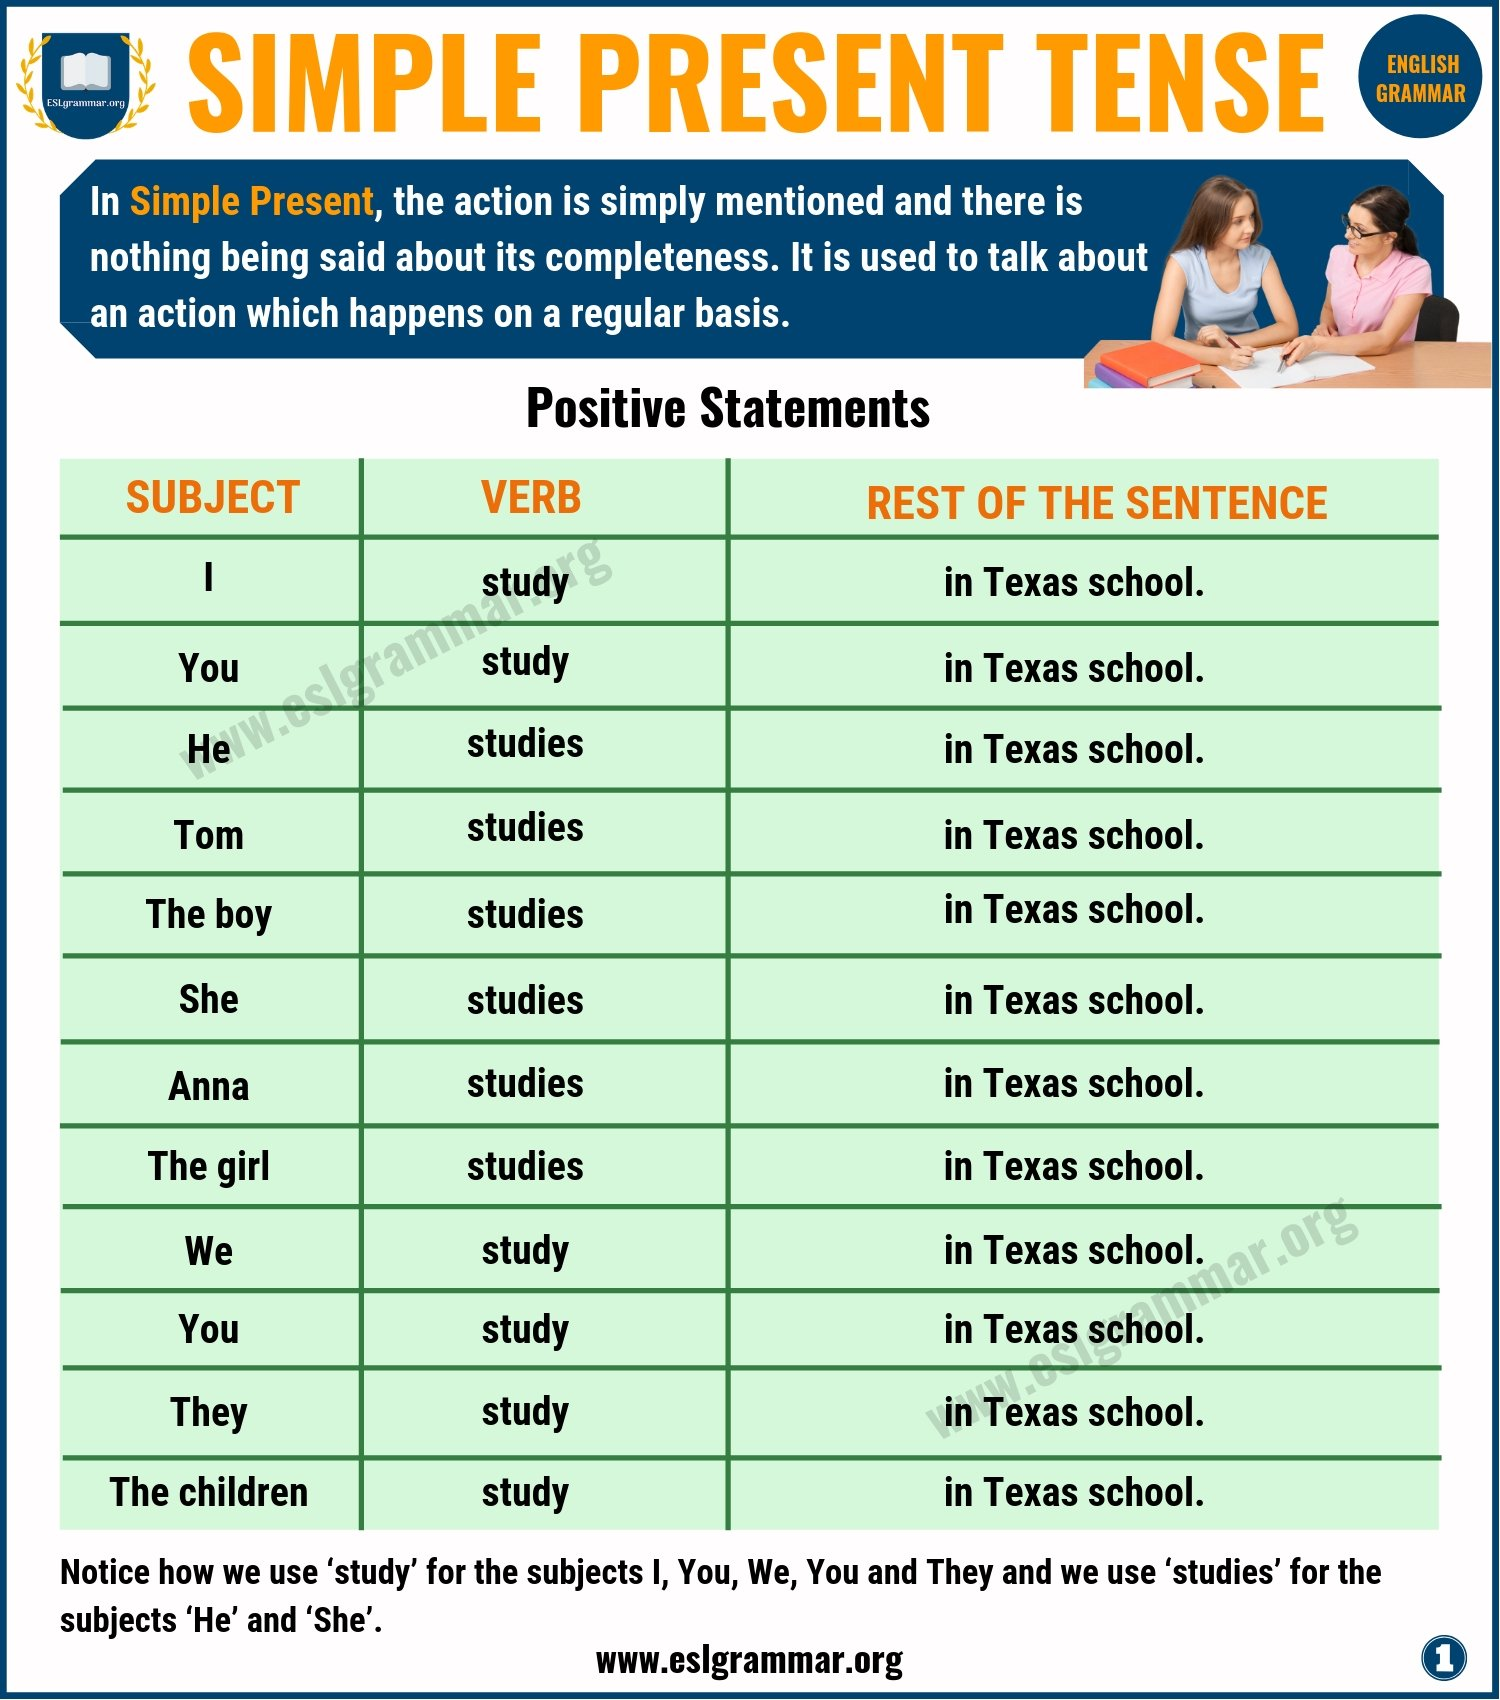 ESLgrammar.org
SIMPLE PRESENT TENSE
ENGLISH
GRAMMAR
In Simple Present, the action is simply mentioned and there is
nothing being said about its completeness. It is used to talk about
an action which happens on a regular basis.
Positive Statements
SUBJECT VERB REST OF THE SENTENCE
I study in Texas school.
You study in Texas school.
He studies in Texas school.
Tom studies in Texas school.
The boy studies in Texas school.
She studies in Texas school.
Anna studies in Texas school.
The girl studies in Texas school.
We study in Texas school.
You study in Texas school.
They study in Texas school.
The children study in Texas school.
www.eslgrammar.org
www.eslgrammar.org
Notice how we use ‘study’ for the subjects I, You, We, You and They and we use ‘studies’ for the
subjects ‘He’ and ‘She’.
www.eslgrammar.org
1